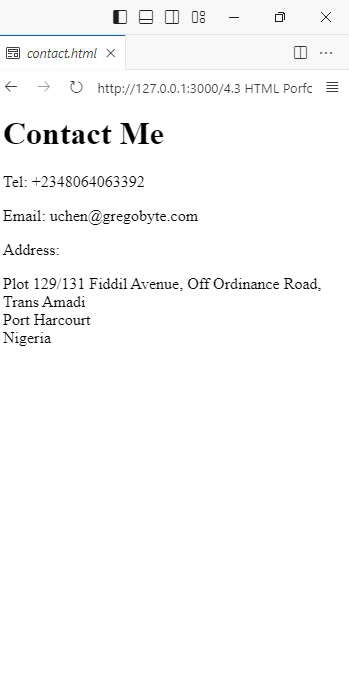 contact.html
http://127.0.0.1:3000/4.3 HTML Porfc
Contact Me
Tel: +2348064063392
Email: uchen@gregobyte.com
Address:
Plot 129/131 Fiddil Avenue, Off Ordinance Road,
Trans Amadi
Port Harcourt
Nigeria